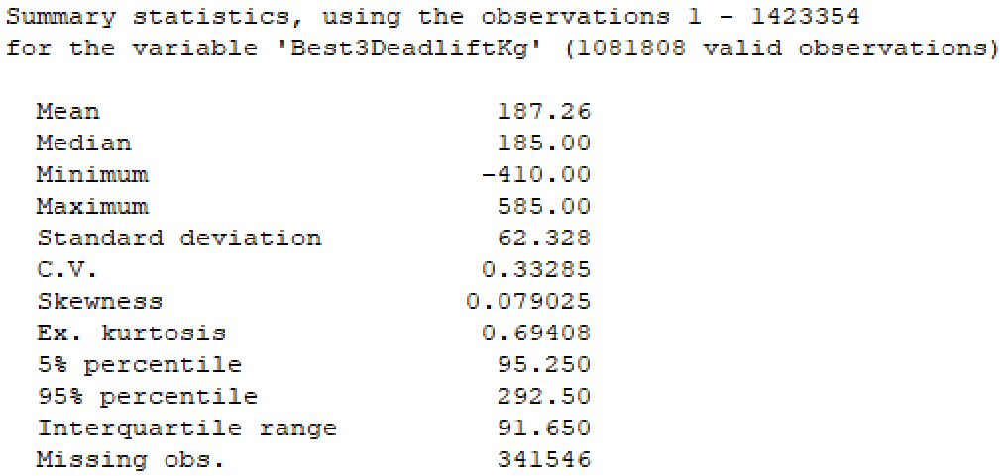 Summary statistics, using the observations 1 - 1423354
for the variable 'Best3DeadliftKg' (1081808 valid observations)
Mean 187.26
Median 185.00
Minimum -410.00
Maximum 585.00
Standard deviation 62.328
C.V. 0.33285
Skewness 0.079025
Ex. kurtosis 0.69408
5% percentile 95.250
95% percentile 292.50
Interquartile range 91.650
Missing obs. 341546